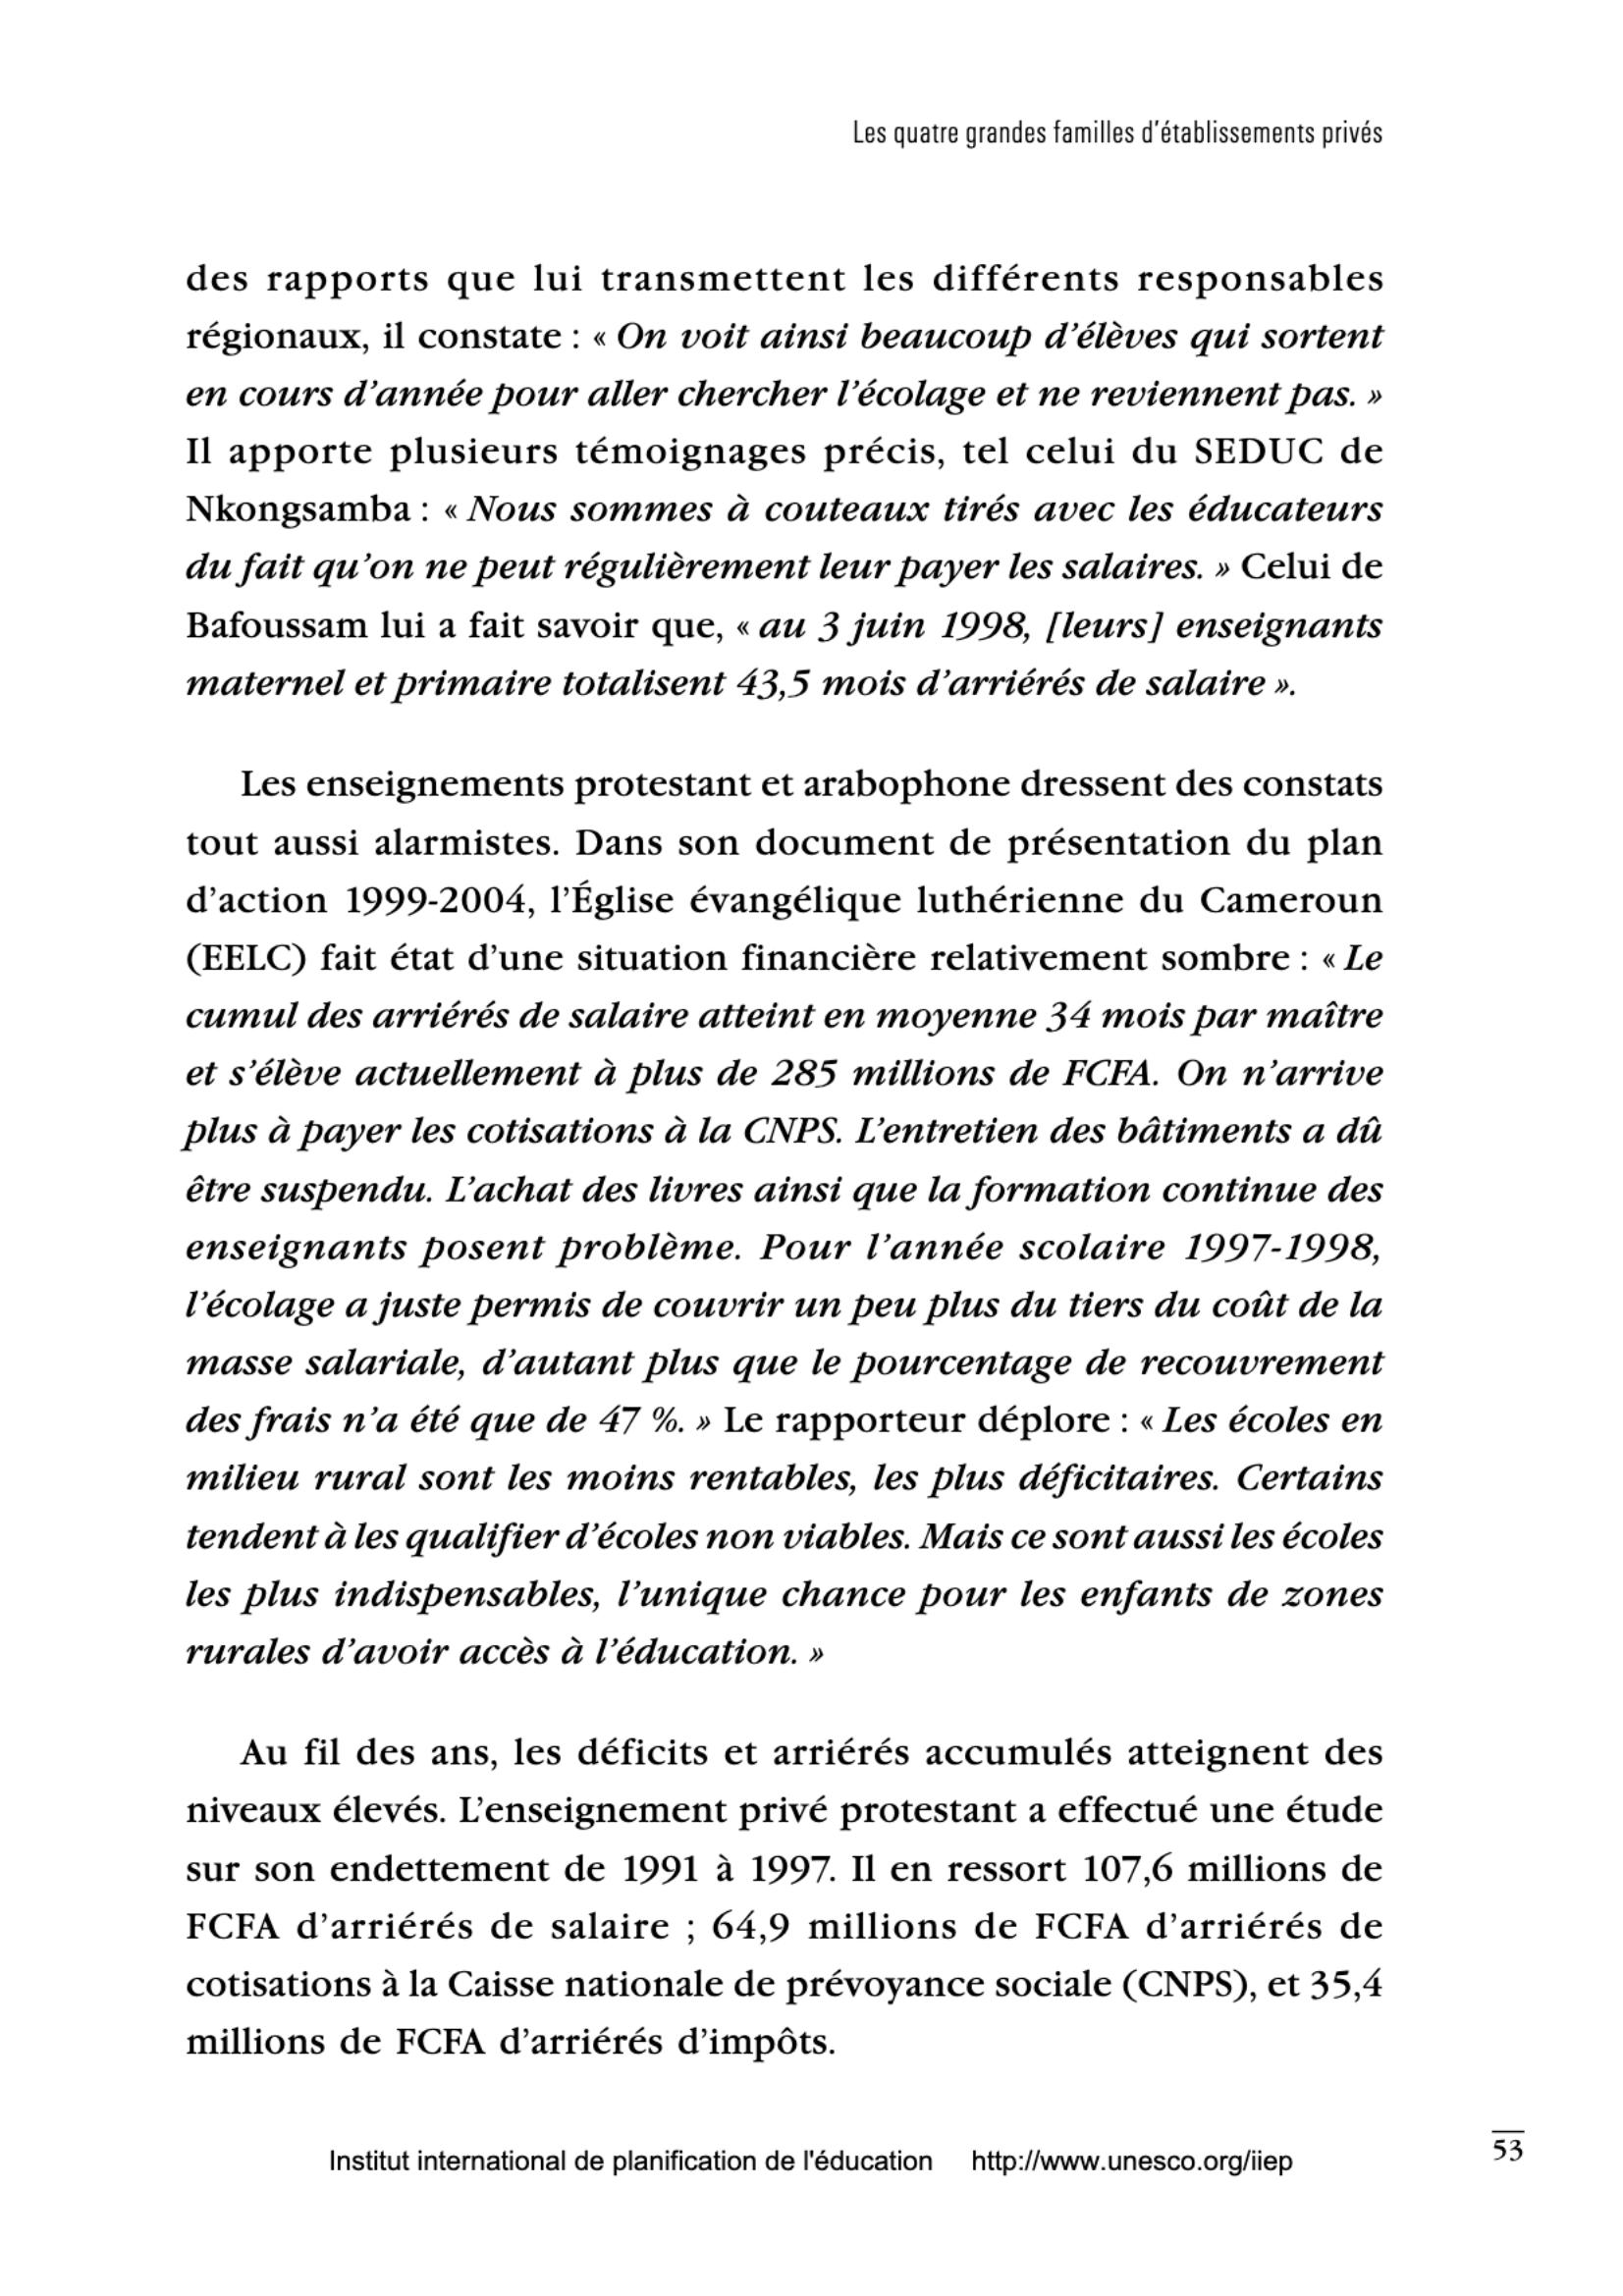 Les quatre grandes familles d'établissements privés
des rapports que lui transmettent les différents responsables
régionaux, il constate : « On voit ainsi beaucoup d'élèves qui sortent
en cours d'année pour aller chercher l'écolage et ne reviennent pas. »
Il apporte plusieurs témoignages précis, tel celui du SEDUC de
Nkongsamba : « Nous sommes à couteaux tirés avec les éducateurs
du fait qu'on ne peut régulièrement leur payer les salaires. » Celui de
Bafoussam lui a fait savoir que, « au 3 juin 1998, [leurs] enseignants
maternel et primaire totalisent 43,5 mois d'arriérés de salaire ».
Les enseignements protestant et arabophone dressent des constats
tout aussi alarmistes. Dans son document de présentation du plan
d'action 1999-2004, l'Église évangélique luthérienne du Cameroun
(EELC) fait état d'une situation financière relativement sombre : « Le
cumul des arriérés de salaire atteint en moyenne 34 mois par maître
et s'élève actuellement à plus de 285 millions de FCFA. On n'arrive
plus à payer les cotisations à la CNPS. L'entretien des bâtiments a dû
être suspendu. L'achat des livres ainsi que la formation continue des
enseignants posent problème. Pour l'année scolaire 1997-1998,
l'écolage a juste permis de couvrir un peu plus du tiers du coût de la
masse salariale, d'autant plus que le pourcentage de recouvrement
des frais n'a été que de 47 %. » Le rapporteur déplore : « Les écoles en
milieu rural sont les moins rentables, les plus déficitaires. Certains
tendent à les qualifier d'écoles non viables. Mais ce sont aussi les écoles
les plus indispensables, l'unique chance pour les enfants de zones
rurales d'avoir accès à l'éducation. »
Au fil des ans, les déficits et arriérés accumulés atteignent des
niveaux élevés. L'enseignement privé protestant a effectué une étude
sur son endettement de 1991 à 1997. Il en ressort 107,6 millions de
FCFA d'arriérés de salaire ; 64,9 millions de FCFA d'arriérés de
cotisations à la Caisse nationale de prévoyance sociale (CNPS), et 35,4
millions de FCFA d'arriérés d'impôts.
53
Institut international de planification de l'éducation http://www.unesco.org/iiep